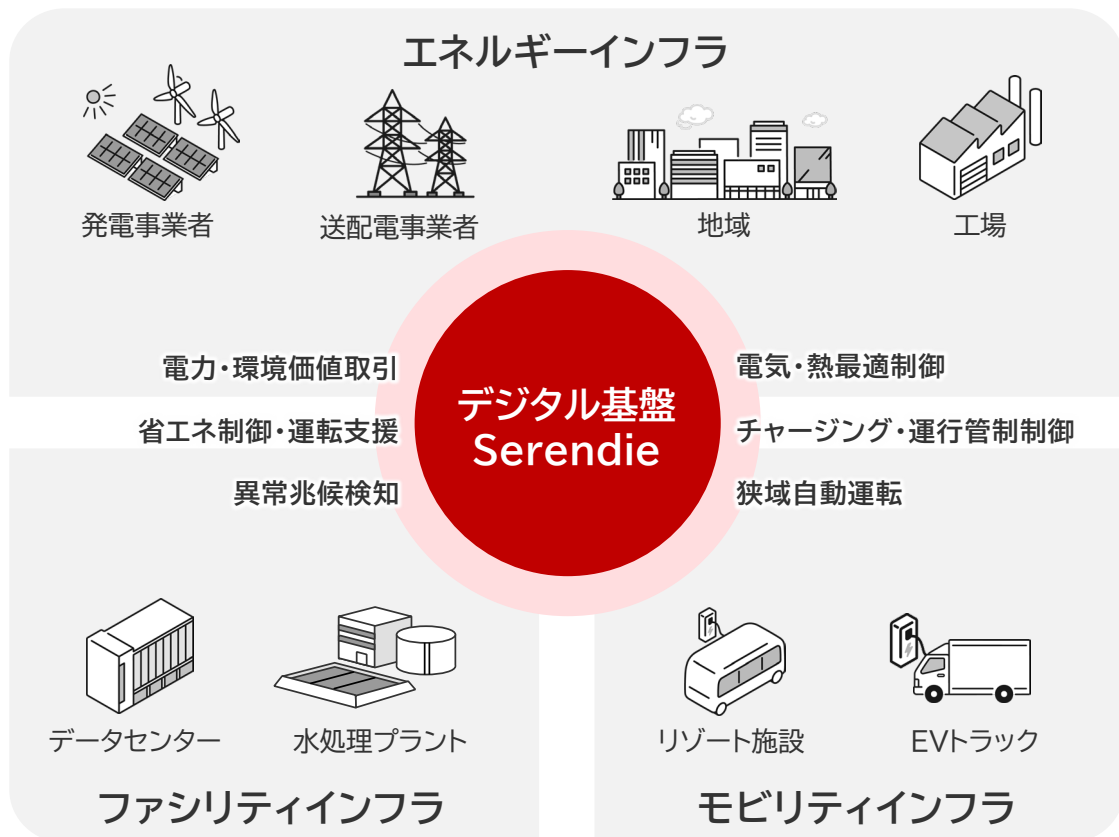 エネルギーインフラ
発電事業者
送配電事業者
地域
工場
電力・環境価値取引
省エネ制御・運転支援
異常兆候検知
デジタル基盤
Serendie
電気・熱最適制御
チャージング・運行管制制御
狭域自動運転
データセンター
水処理プラント
リゾート施設
EVトラック
ファシリティインフラ
モビリティインフラ